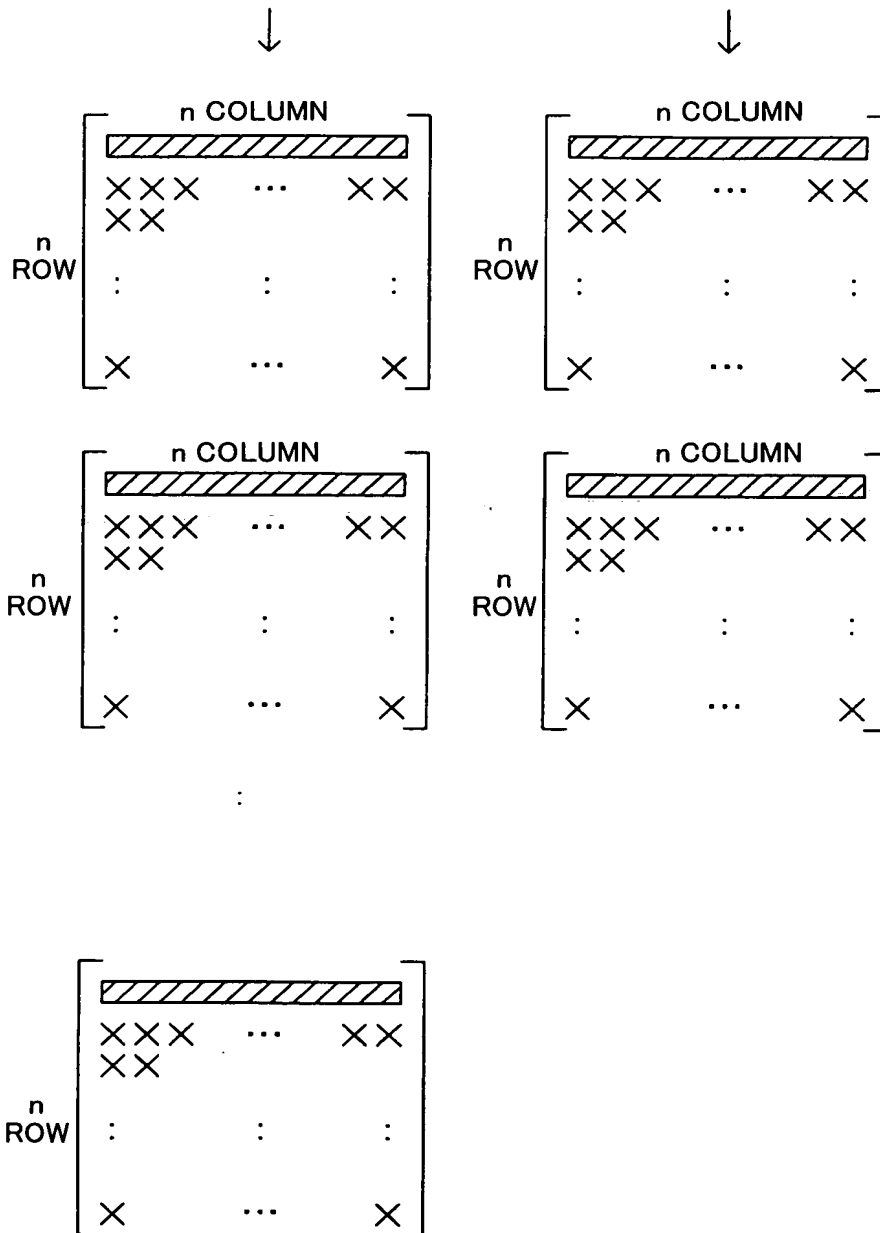 n COLUMN
n COLUMN
× × × ... × ×
× × × ... × ×
× ×
× ×
n
ROW
n
ROW
: : :
: : :
× ... ×
× ... ×
n COLUMN
n COLUMN
× × × ... × ×
× × × ... × ×
× ×
× ×
n
ROW
n
ROW
: : :
: : :
× ... ×
× ... ×
:
× × × ... × ×
× ×
n
ROW
: : :
× ... ×